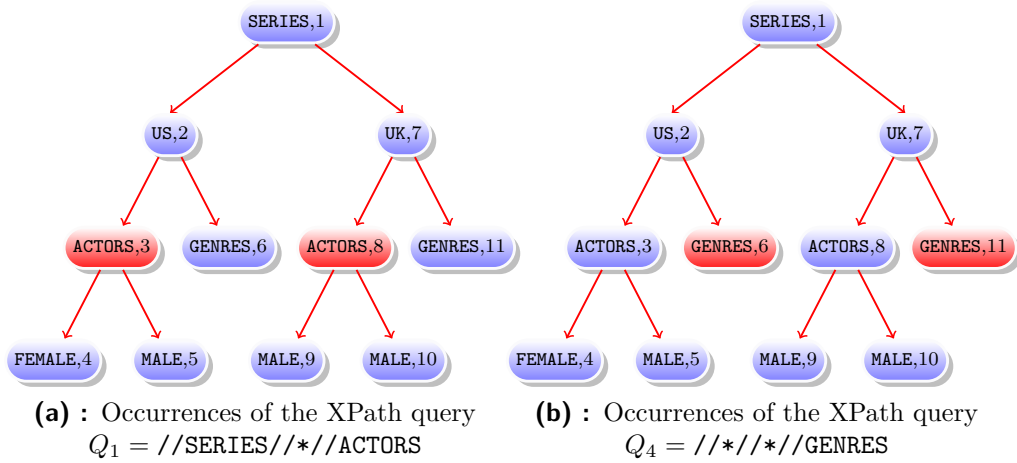 SERIES,1
US,2
UK,7
ACTORS,3
GENRES,6
ACTORS,8
GENRES,11
FEMALE,4
MALE,5
MALE,9
MALE,10
(a) : Occurrences of the XPath query
Q₁ = //SERIES//*//ACTORS
SERIES,1
US,2
UK,7
ACTORS,3
GENRES,6
ACTORS,8
GENRES,11
FEMALE,4
MALE,5
MALE,9
MALE,10
(b) : Occurrences of the XPath query
Q₄ = //*//*//GENRES